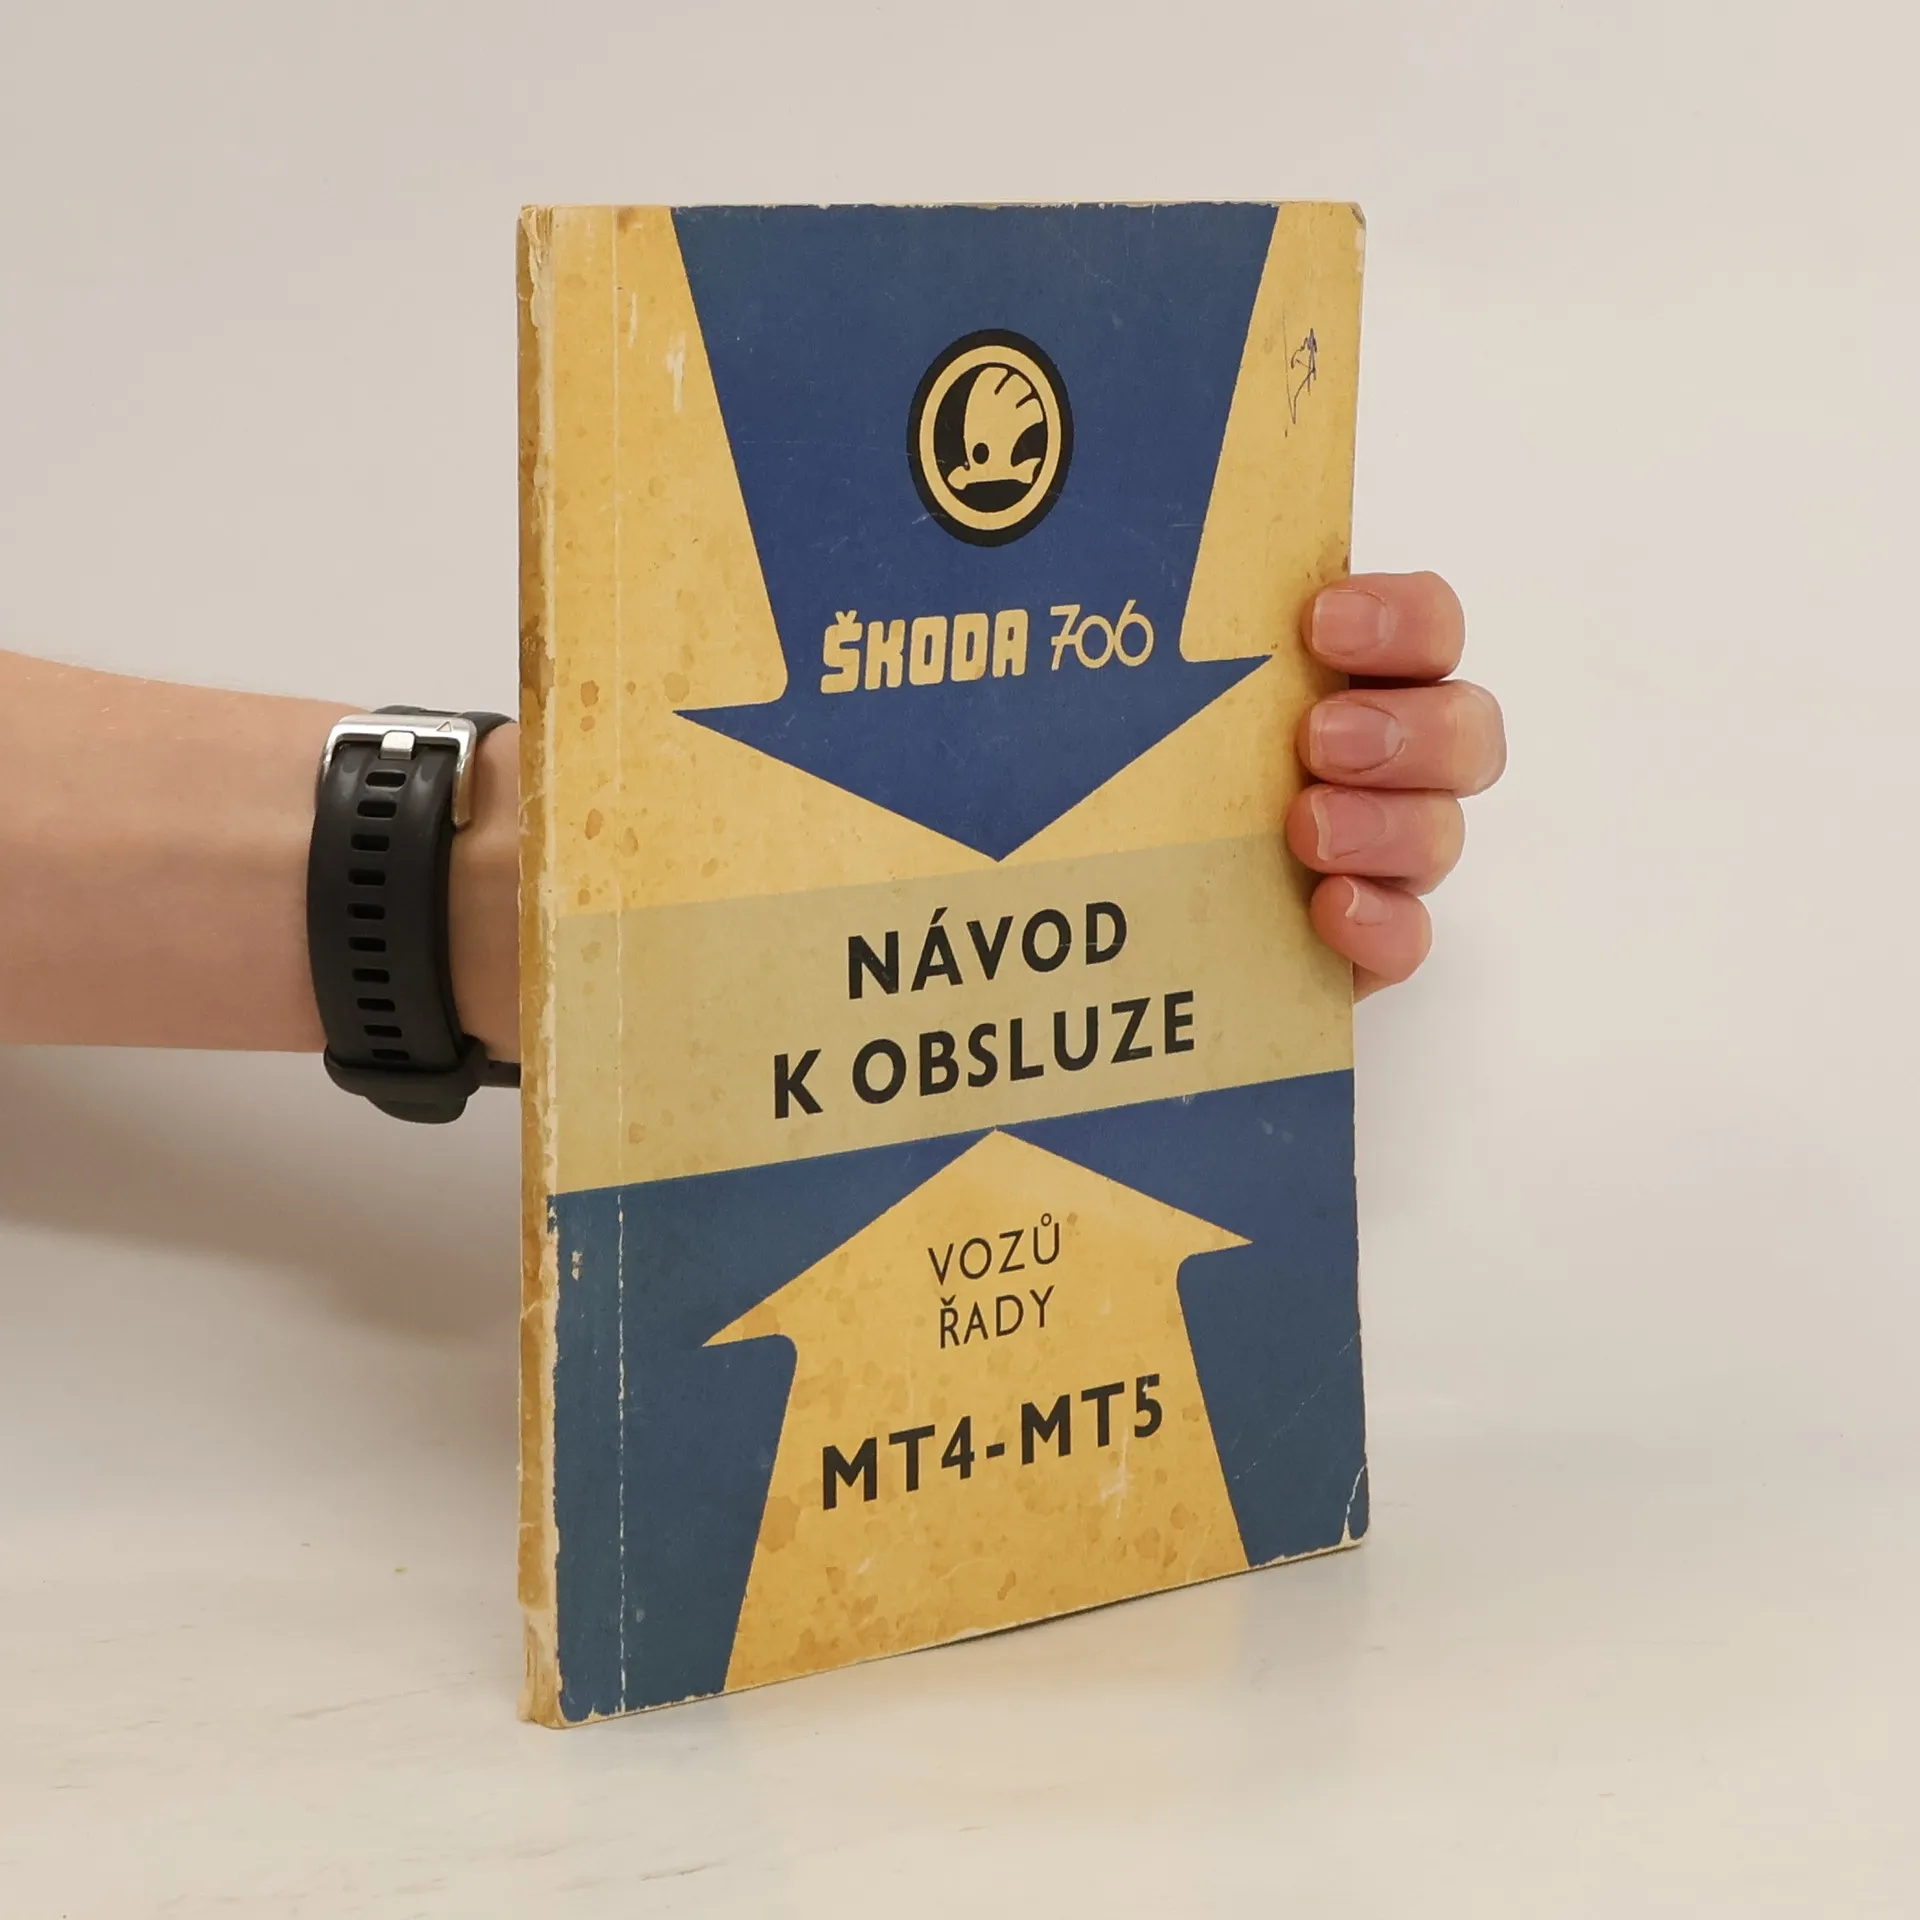 ŠKODA 706
NÁVOD
K OBSLUZE
VOZŮ
ŘADY
MT4-MT5